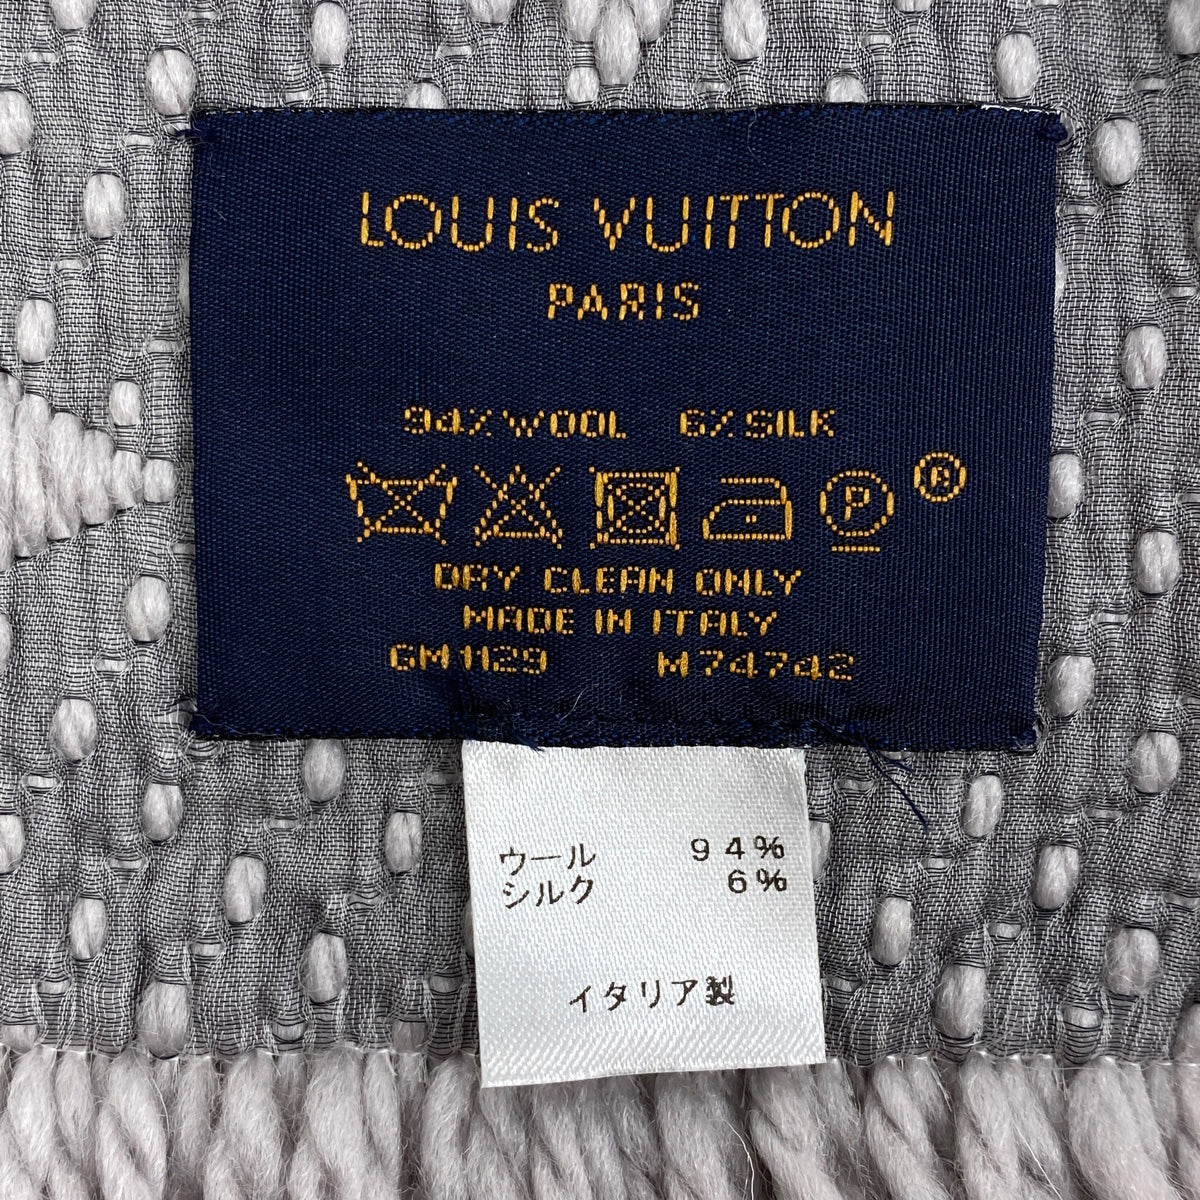 LOUIS VUITTON
PARIS
94% WOOL 6% SILK
P ®
DRY CLEAN ONLY
MADE IN ITALY
GM1129 M74742
ウール 94%
シルク 6%
イタリア製